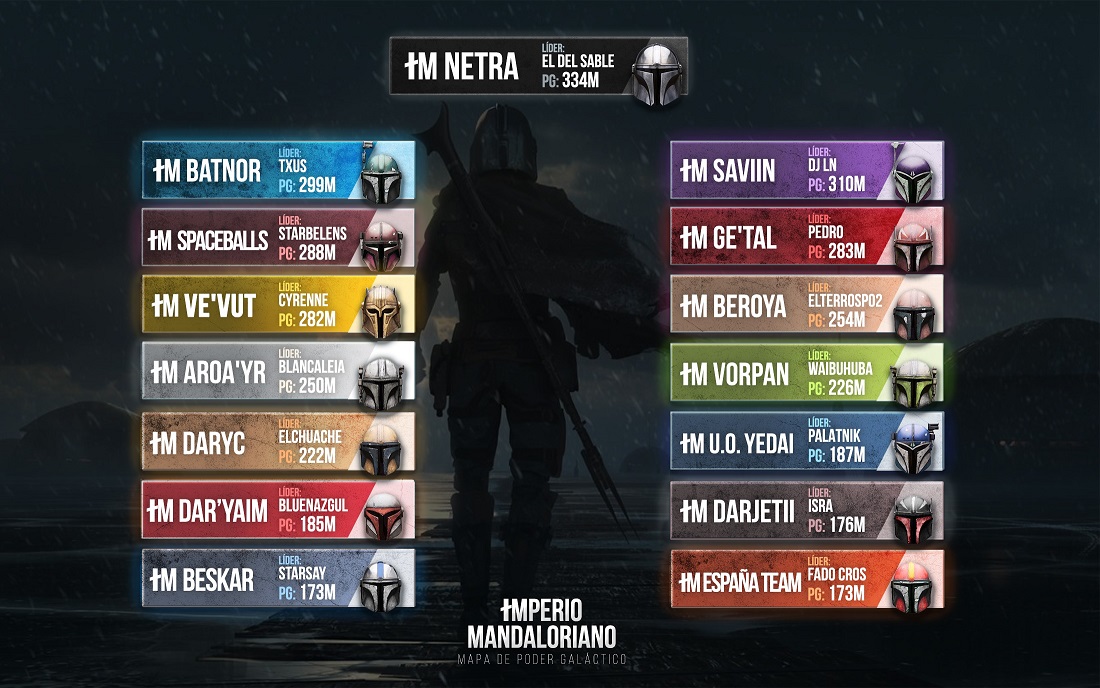 IM NETRA
LÍDER:
EL DEL SABLE
PG: 334M
IM BATNOR
LÍDER:
TXUS
PG: 299M
IM SPACEBALLS
LÍDER:
STARBELENS
PG: 288M
IM VE'VUT
LÍDER:
CYRENNE
PG: 282M
IM AROA'YR
LÍDER:
BLANCALEIA
PG: 250M
IM DARYC
LÍDER:
ELCHUACHE
PG: 222M
IM DAR'YAIM
LÍDER:
BLUENAZGUL
PG: 185M
IM BESKAR
LÍDER:
STARSAY
PG: 173M
IM SAVIIN
LÍDER:
DJ LN
PG: 310M
IM GE'TAL
LÍDER:
PEDRO
PG: 283M
IM BEROYA
LÍDER:
ELTERROSPO2
PG: 254M
IM VORPAN
LÍDER:
WAIBUHUBA
PG: 226M
IM U.O. YEDAI
LÍDER:
PALATNIK
PG: 187M
IM DARJETII
LÍDER:
ISRA
PG: 176M
IM ESPAÑA TEAM
LÍDER:
FADO CROS
PG: 173M
IMPERIO
MANDALORIANO
MAPA DE PODER GALÁCTICO